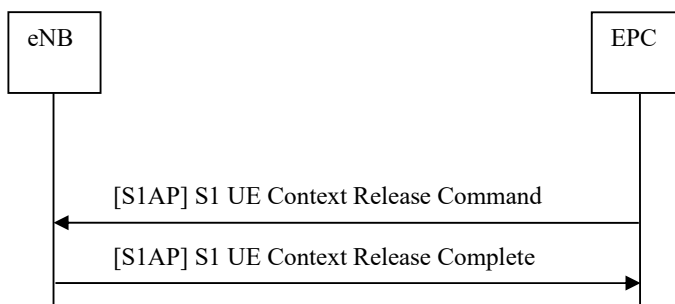 eNB
EPC
[S1AP] S1 UE Context Release Command
[S1AP] S1 UE Context Release Complete